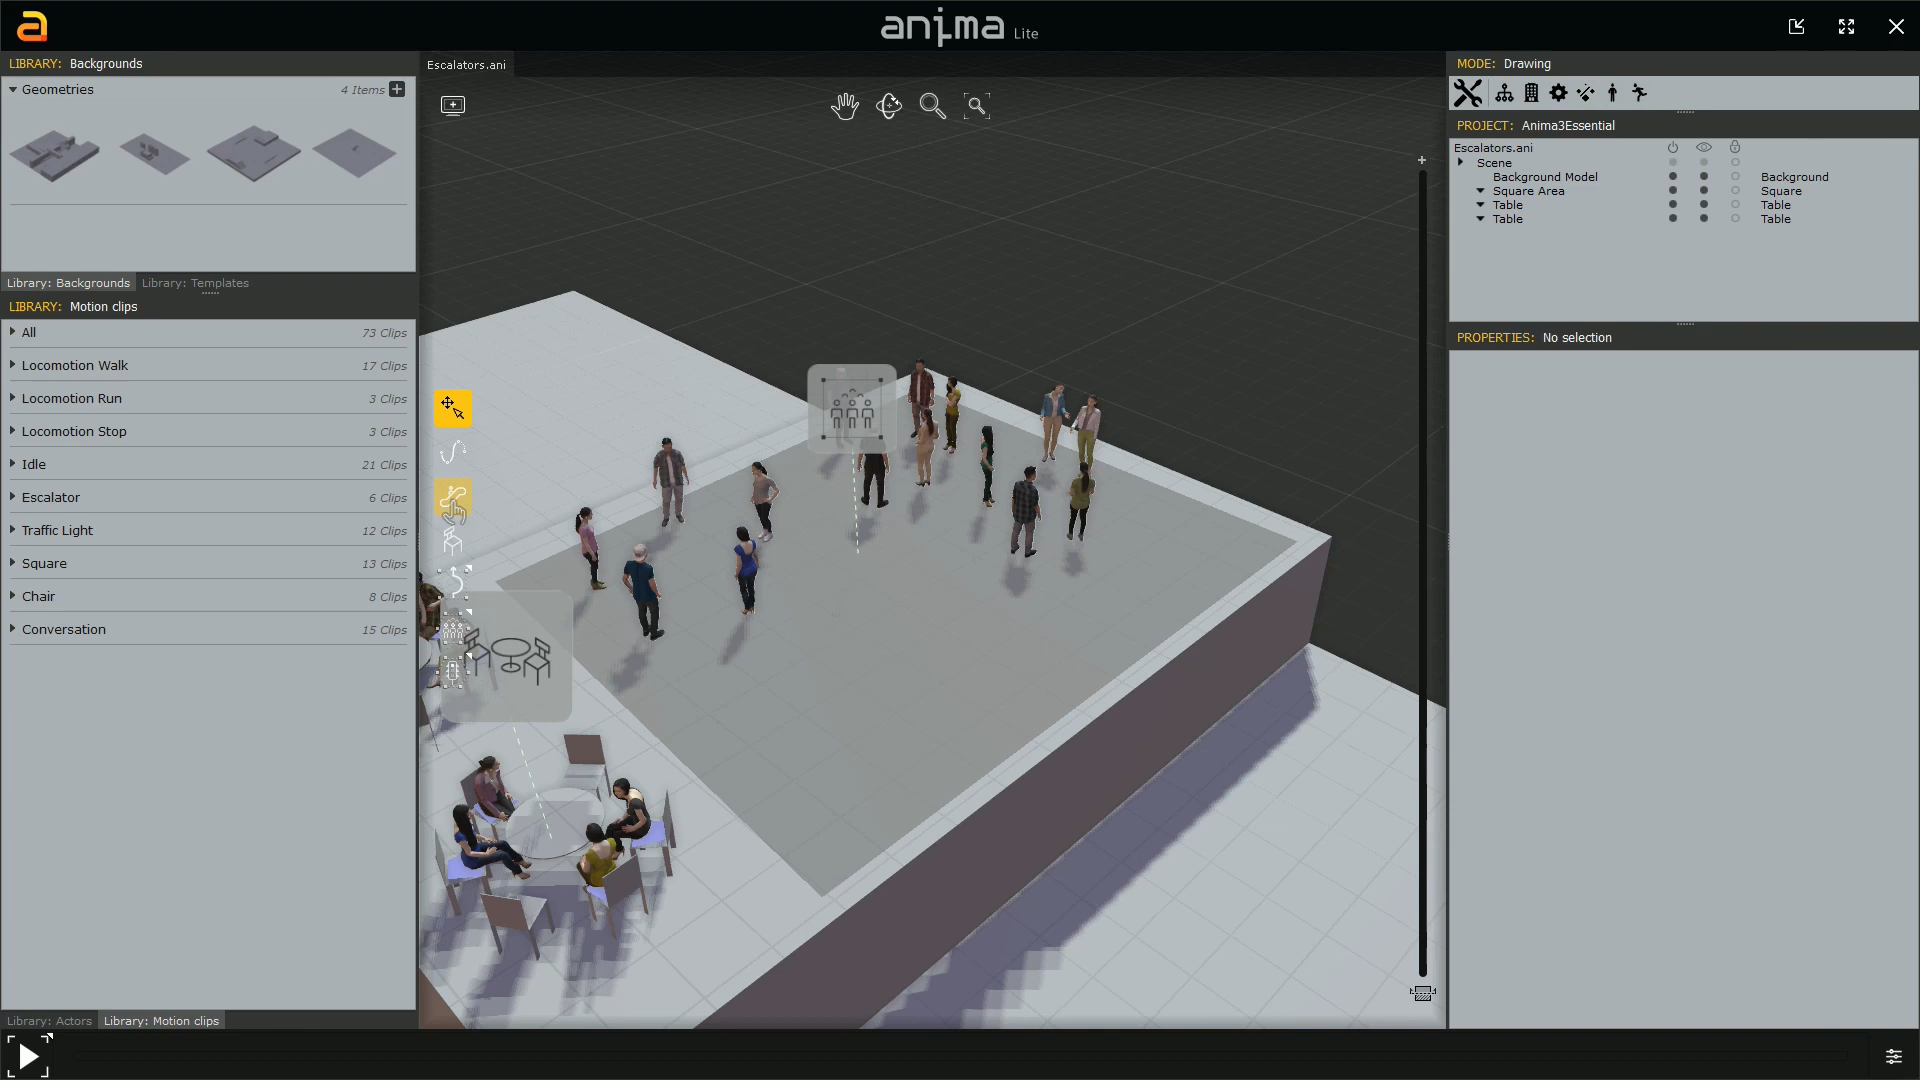 anima Lite
LIBRARY: Backgrounds
Geometries 4 Items
Library: Backgrounds Library: Templates
LIBRARY: Motion clips
All 73 Clips
Locomotion Walk 17 Clips
Locomotion Run 3 Clips
Locomotion Stop 3 Clips
Idle 21 Clips
Escalator 6 Clips
Traffic Light 12 Clips
Square 13 Clips
Chair 8 Clips
Conversation 15 Clips
Library: Actors Library: Motion clips
Escalators.ani
MODE: Drawing
PROJECT: Anima3Essential
Escalators.ani
Scene
Background Model Background
Square Area Square
Table Table
Table Table
PROPERTIES: No selection